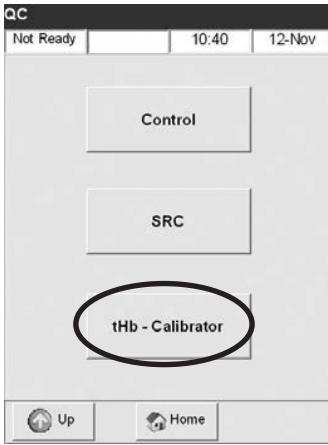 QC
Not Ready 10:40 12-Nov
Control
SRC
tHb - Calibrator
Up Home